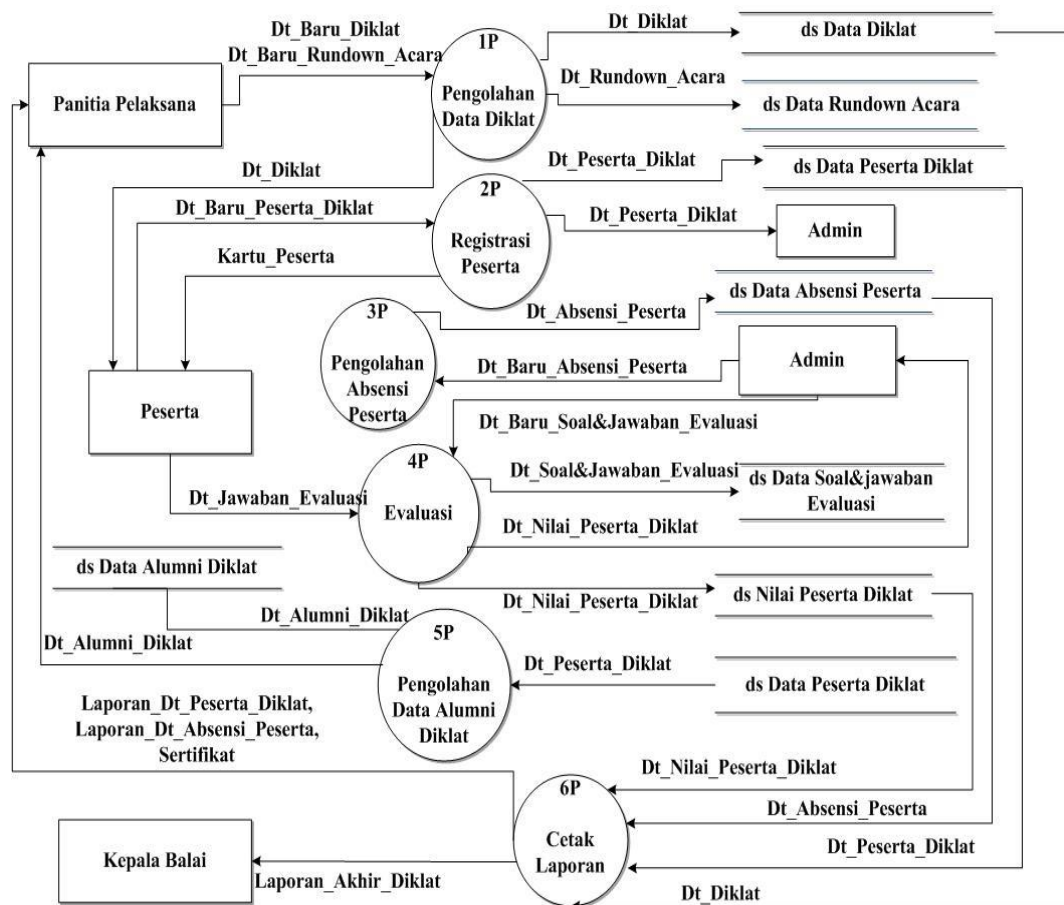 Dt_Baru_Diklat
Dt_Baru_Rundown_Acara
Panitia Pelaksana
1P
Pengolahan
Data Diklat
Dt_Diklat
ds Data Diklat
Dt_Rundown_Acara
ds Data Rundown Acara
Dt_Diklat
Dt_Peserta_Diklat
ds Data Peserta Diklat
Dt_Baru_Peserta_Diklat
2P
Registrasi
Peserta
Dt_Peserta_Diklat
Admin
Kartu_Peserta
ds Data Absensi Peserta
Dt_Absensi_Peserta
3P
Pengolahan
Absensi
Peserta
Dt_Baru_Absensi_Peserta
Admin
Peserta
Dt_Baru_Soal&Jawaban_Evaluasi
4P
Evaluasi
Dt_Jawaban_Evaluasi
Dt_Soal&Jawaban_Evaluasi
ds Data Soal&jawaban
Evaluasi
Dt_Nilai_Peserta_Diklat
ds Data Alumni Diklat
Dt_Nilai_Peserta_Diklat
ds Nilai Peserta Diklat
Dt_Alumni_Diklat
Dt_Alumni_Diklat
5P
Pengolahan
Data Alumni
Diklat
Dt_Peserta_Diklat
ds Data Peserta Diklat
Laporan_Dt_Peserta_Diklat,
Laporan_Dt_Absensi_Peserta,
Sertifikat
Dt_Nilai_Peserta_Diklat
6P
Cetak
Laporan
Dt_Absensi_Peserta
Dt_Peserta_Diklat
Kepala Balai
Laporan_Akhir_Diklat
Dt_Diklat